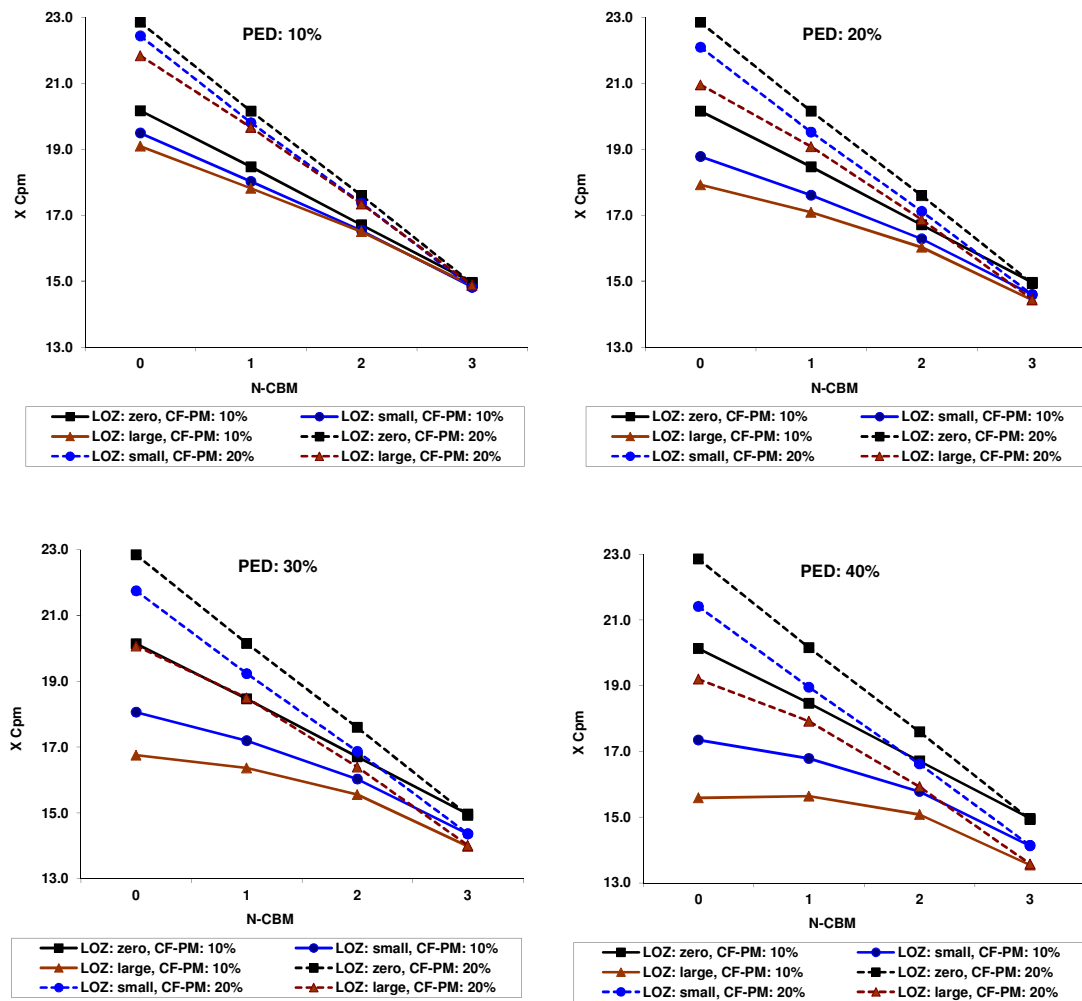 PED: 10%
23.0
21.0
19.0
17.0
15.0
13.0
X Cpm
0 1 2 3
N-CBM
LOZ: zero, CF-PM: 10% LOZ: small, CF-PM: 10%
LOZ: large, CF-PM: 10% LOZ: zero, CF-PM: 20%
LOZ: small, CF-PM: 20% LOZ: large, CF-PM: 20%
PED: 20%
23.0
21.0
19.0
17.0
15.0
13.0
X Cpm
0 1 2 3
N-CBM
LOZ: zero, CF-PM: 10% LOZ: small, CF-PM: 10%
LOZ: large, CF-PM: 10% LOZ: zero, CF-PM: 20%
LOZ: small, CF-PM: 20% LOZ: large, CF-PM: 20%
PED: 30%
23.0
21.0
19.0
17.0
15.0
13.0
X Cpm
0 1 2 3
N-CBM
LOZ: zero, CF-PM: 10% LOZ: small, CF-PM: 10%
LOZ: large, CF-PM: 10% LOZ: zero, CF-PM: 20%
LOZ: small, CF-PM: 20% LOZ: large, CF-PM: 20%
PED: 40%
23.0
21.0
19.0
17.0
15.0
13.0
X Cpm
0 1 2 3
N-CBM
LOZ: zero, CF-PM: 10% LOZ: small, CF-PM: 10%
LOZ: large, CF-PM: 10% LOZ: zero, CF-PM: 20%
LOZ: small, CF-PM: 20% LOZ: large, CF-PM: 20%